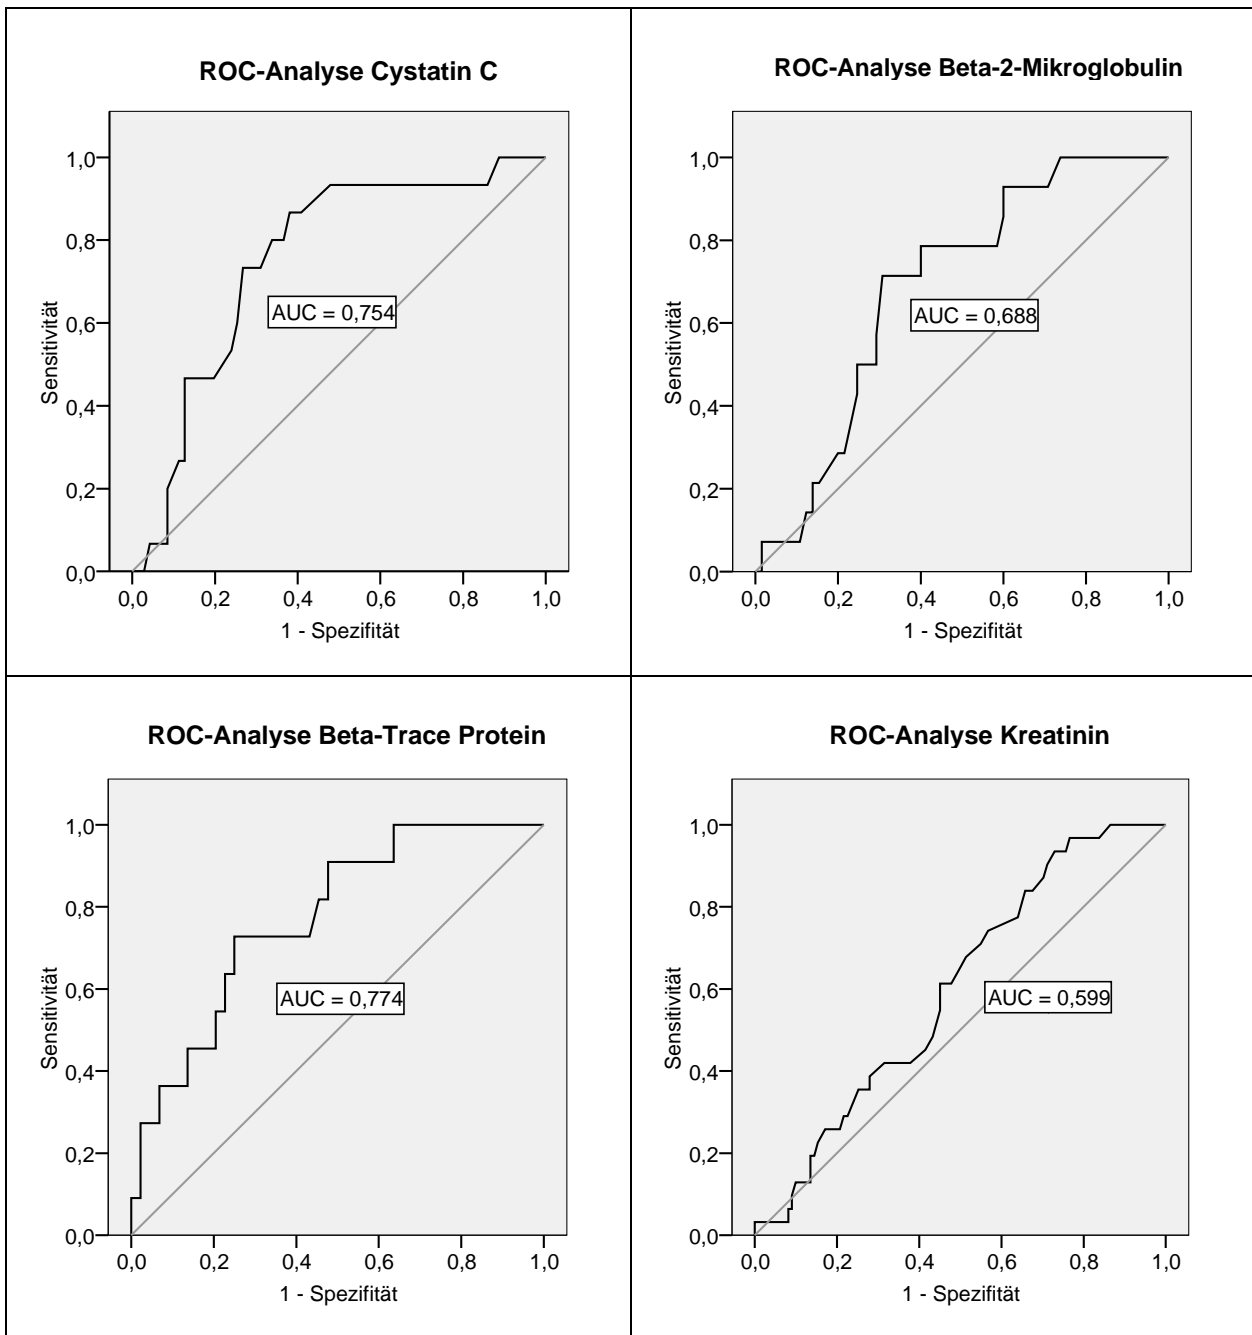 ROC-Analyse Cystatin C
1,0
0,8
0,6
0,4
0,2
0,0
Sensitivität
AUC = 0,754
0,0 0,2 0,4 0,6 0,8 1,0
1 - Spezifität
ROC-Analyse Beta-2-Mikroglobulin
1,0
0,8
0,6
0,4
0,2
0,0
Sensitivität
AUC = 0,688
0,0 0,2 0,4 0,6 0,8 1,0
1 - Spezifität
ROC-Analyse Beta-Trace Protein
1,0
0,8
0,6
0,4
0,2
0,0
Sensitivität
AUC = 0,774
0,0 0,2 0,4 0,6 0,8 1,0
1 - Spezifität
ROC-Analyse Kreatinin
1,0
0,8
0,6
0,4
0,2
0,0
Sensitivität
AUC = 0,599
0,0 0,2 0,4 0,6 0,8 1,0
1 - Spezifität